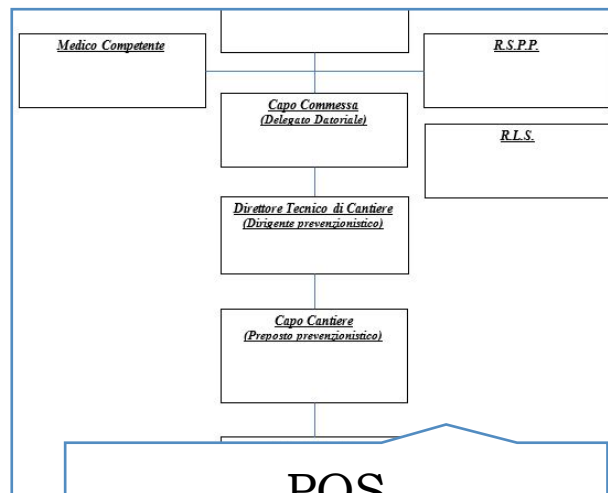 Medico Competente
R.S.P.P.
Capo Commessa
(Delegato Datoriale)
R.L.S.
Direttore Tecnico di Cantiere
(Dirigente prevenzionistico)
Capo Cantiere
(Preposto prevenzionistico)
POS